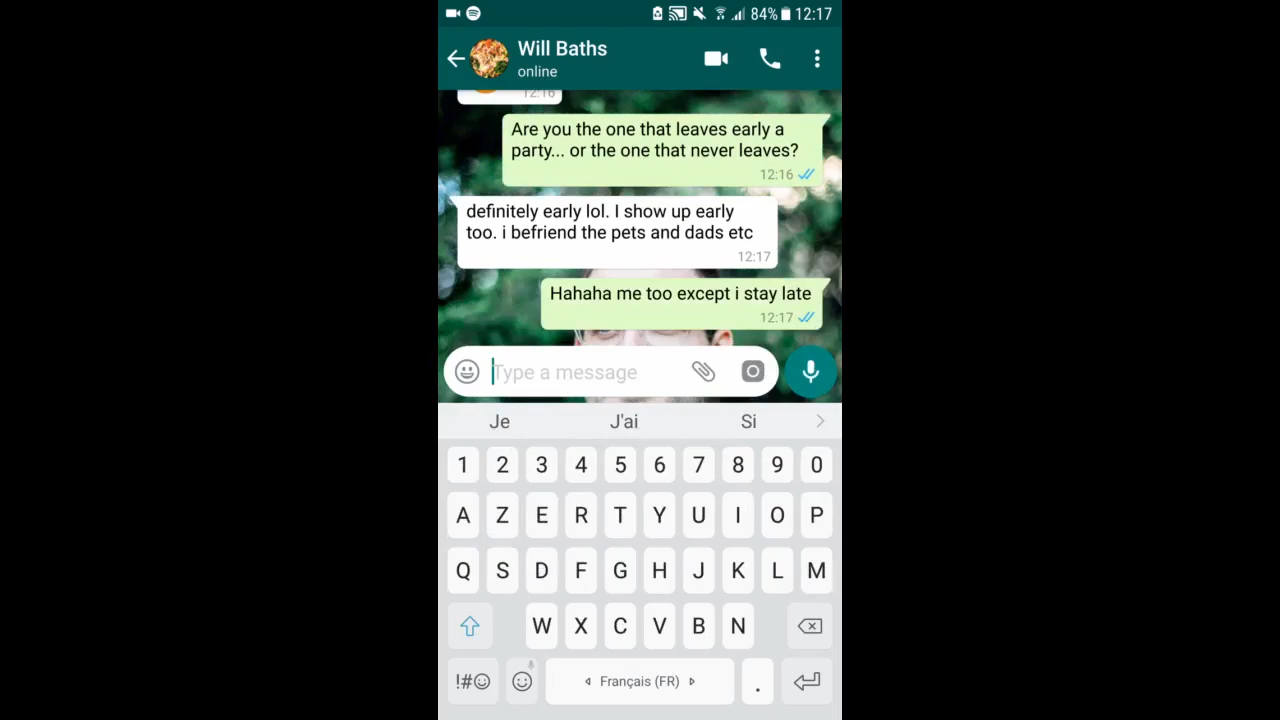 84% 12:17
Will Baths
online
12:16
Are you the one that leaves early a
party... or the one that never leaves?
12:16
definitely early lol. I show up early
too. i befriend the pets and dads etc
12:17
Hahaha me too except i stay late
12:17
Type a message
Je J'ai Si
1 2 3 4 5 6 7 8 9 0
A Z E R T Y U I O P
Q S D F G H J K L M
W X C V B N
!#☺ Français (FR) .